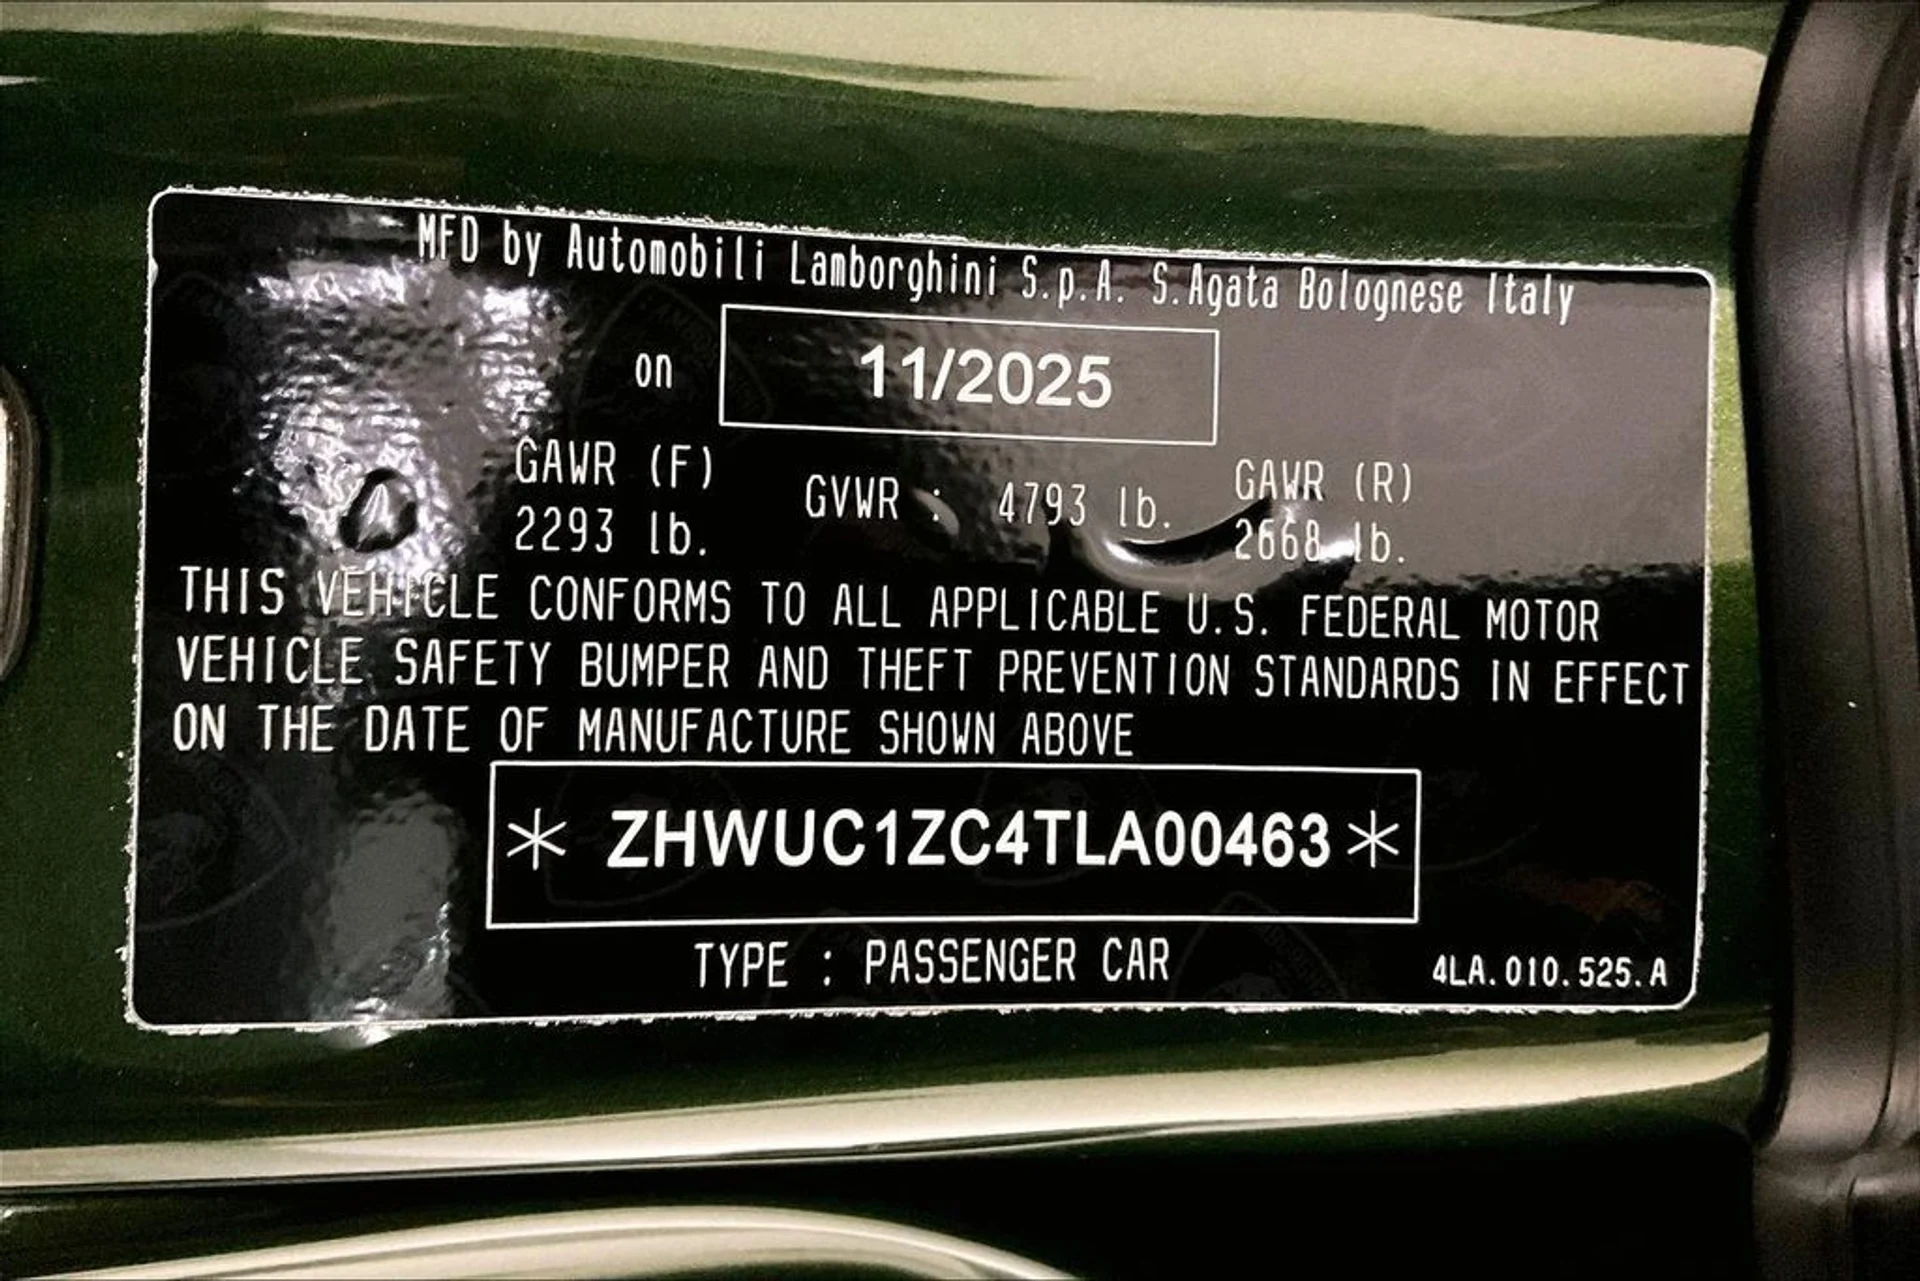 MFD by Automobili Lamborghini S.p.A. S.Agata Bolognese Italy
on 11/2025
GAWR (F) GVWR : 4793 lb. GAWR (R)
2293 lb. 2668 lb.
THIS VEHICLE CONFORMS TO ALL APPLICABLE U.S. FEDERAL MOTOR
VEHICLE SAFETY BUMPER AND THEFT PREVENTION STANDARDS IN EFFECT
ON THE DATE OF MANUFACTURE SHOWN ABOVE
* ZHWUC1ZC4TLA00463 *
TYPE : PASSENGER CAR 4LA.010.525.A